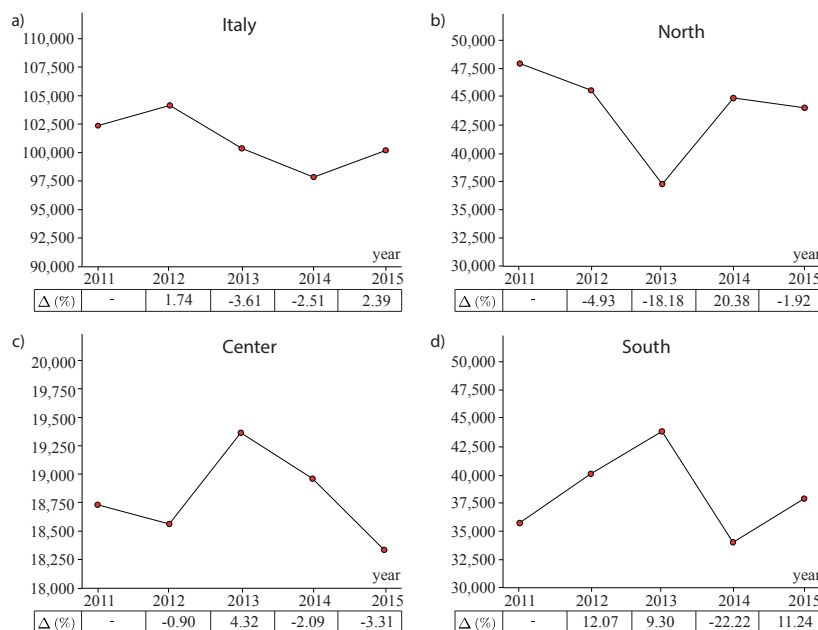 a)
Italy
110,000
107,500
105,000
102,500
100,000
97,500
95,000
92,500
90,000
year
2011 2012 2013 2014 2015
Δ (%) - 1.74 -3.61 -2.51 2.39
b)
North
50,000
47,500
45,000
42,500
40,000
37,500
35,000
32,500
30,000
year
2011 2012 2013 2014 2015
Δ (%) - -4.93 -18.18 20.38 -1.92
c)
Center
20,000
19,750
19,250
19,000
18,750
18,500
18,250
18,000
year
2011 2012 2013 2014 2015
Δ (%) - -0.90 4.32 -2.09 -3.31
d)
South
50,000
47,500
45,000
42,500
40,000
37,500
35,000
32,500
30,000
year
2011 2012 2013 2014 2015
Δ (%) - 12.07 9.30 -22.22 11.24